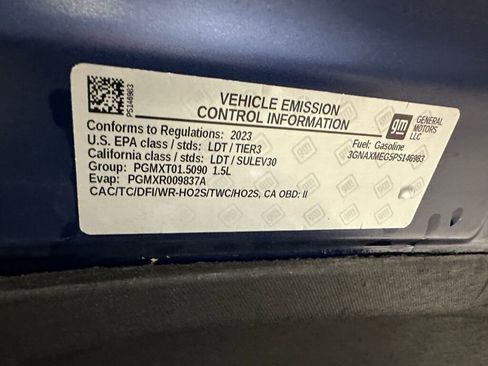 PS146983
VEHICLE EMISSION
CONTROL INFORMATION
gm
GENERAL
MOTORS
LLC
Conforms to Regulations: 2023
Fuel: Gasoline
U.S. EPA class / stds: LDT / TIER3
3GNAXMEG5PS146983
California class / stds: LDT / SULEV30
Group: PGMXT01.5090 1.5L
Evap: PGMXR009837A
CAC/TC/DFI/WR-HO2S/TWC/HO2S, CA OBD: II